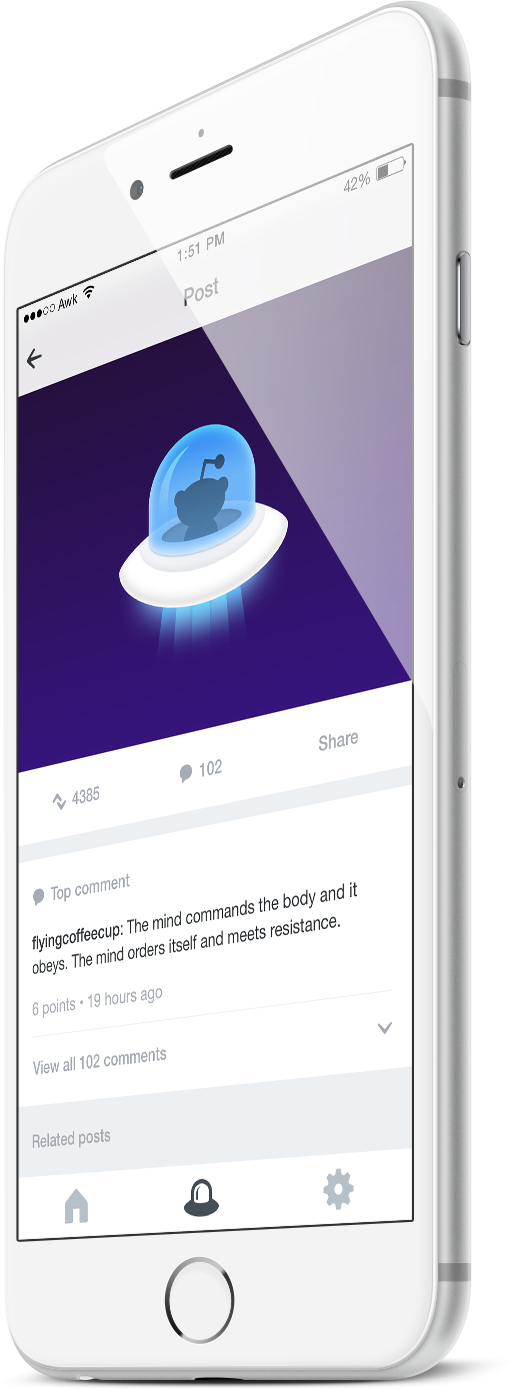 Awk 1:51 PM 42%
Post
4385 102 Share
Top comment
flyingcoffeecup: The mind commands the body and it
obeys. The mind orders itself and meets resistance.
6 points • 19 hours ago
View all 102 comments
Related posts